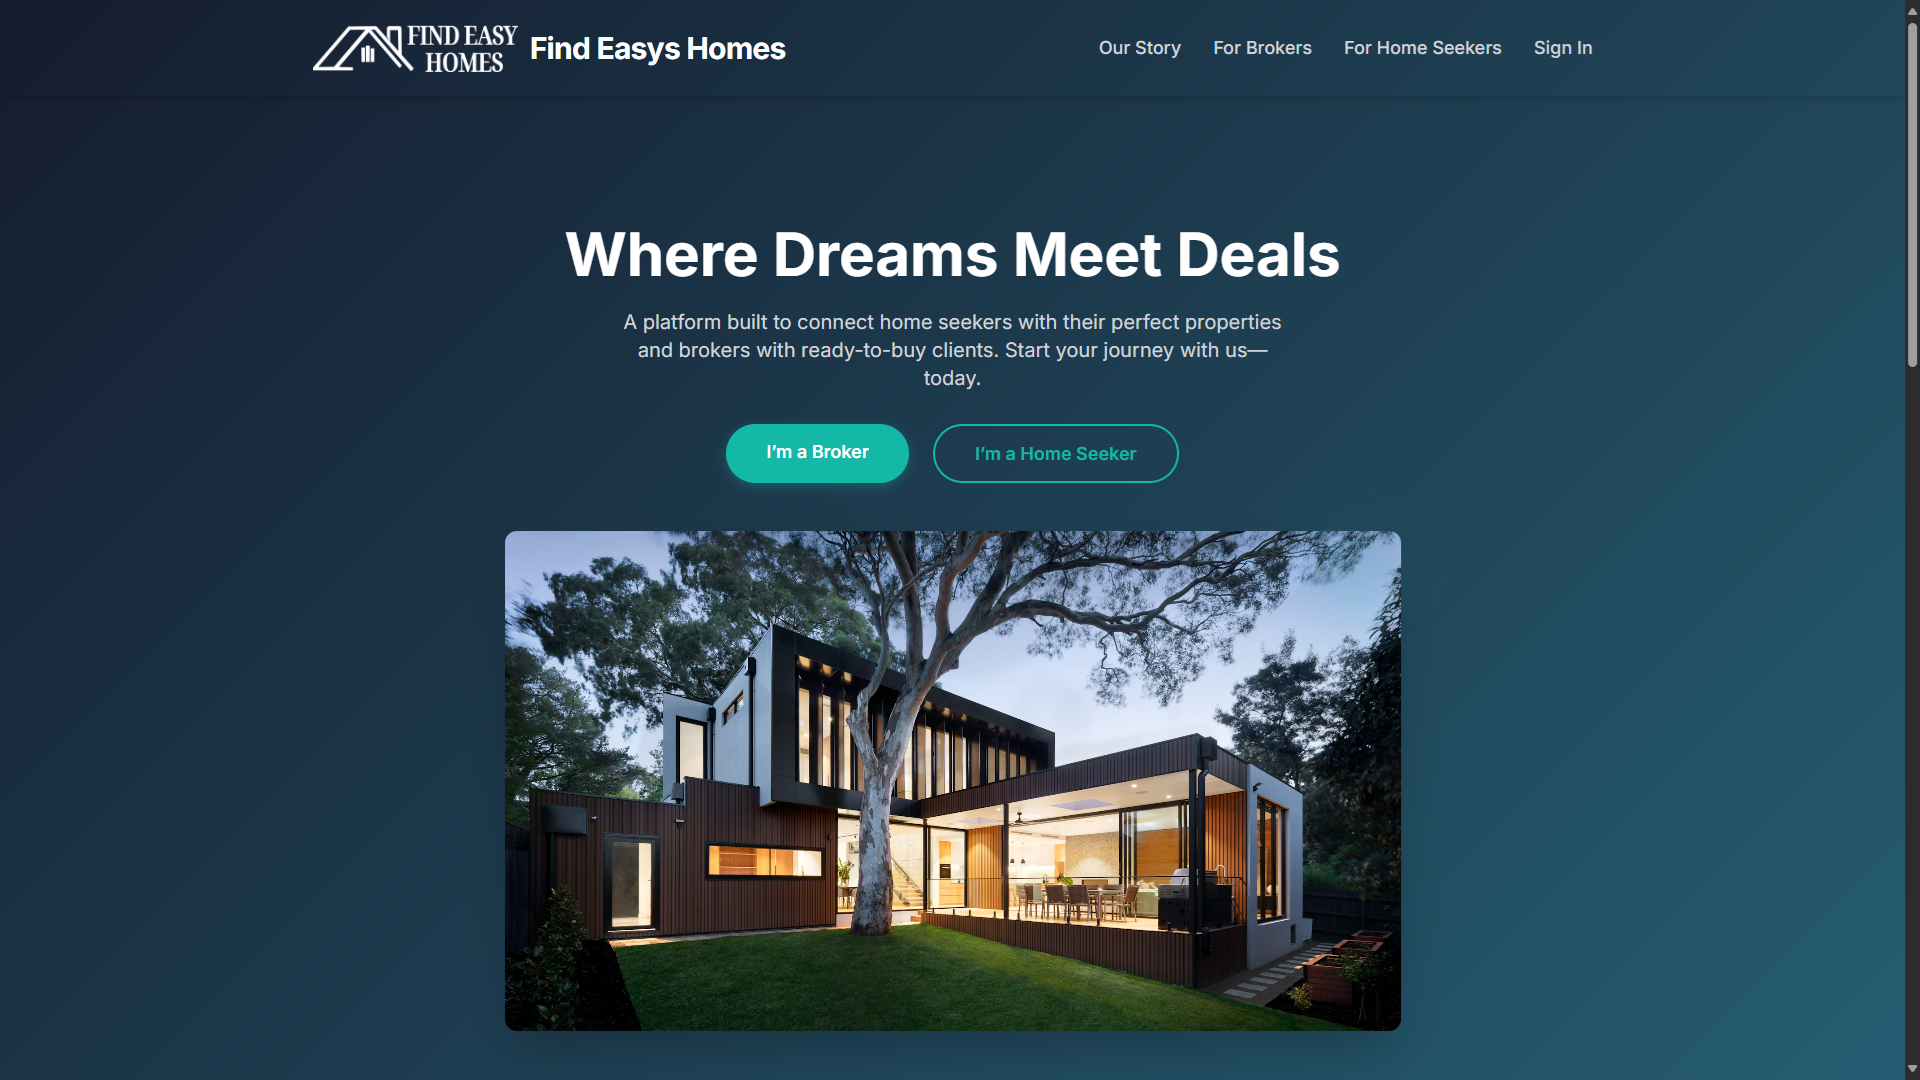 FIND EASY
HOMES
Find Easys Homes
Our Story
For Brokers
For Home Seekers
Sign In
Where Dreams Meet Deals
A platform built to connect home seekers with their perfect properties
and brokers with ready-to-buy clients. Start your journey with us—
today.
I’m a Broker
I’m a Home Seeker